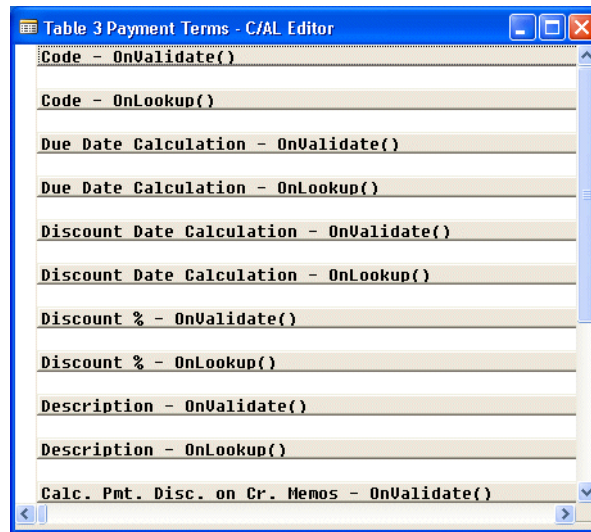 Table 3 Payment Terms - C/AL Editor
Code - OnValidate()
Code - OnLookup()
Due Date Calculation - OnValidate()
Due Date Calculation - OnLookup()
Discount Date Calculation - OnValidate()
Discount Date Calculation - OnLookup()
Discount % - OnValidate()
Discount % - OnLookup()
Description - OnValidate()
Description - OnLookup()
Calc. Pmt. Disc. on Cr. Memos - OnValidate()